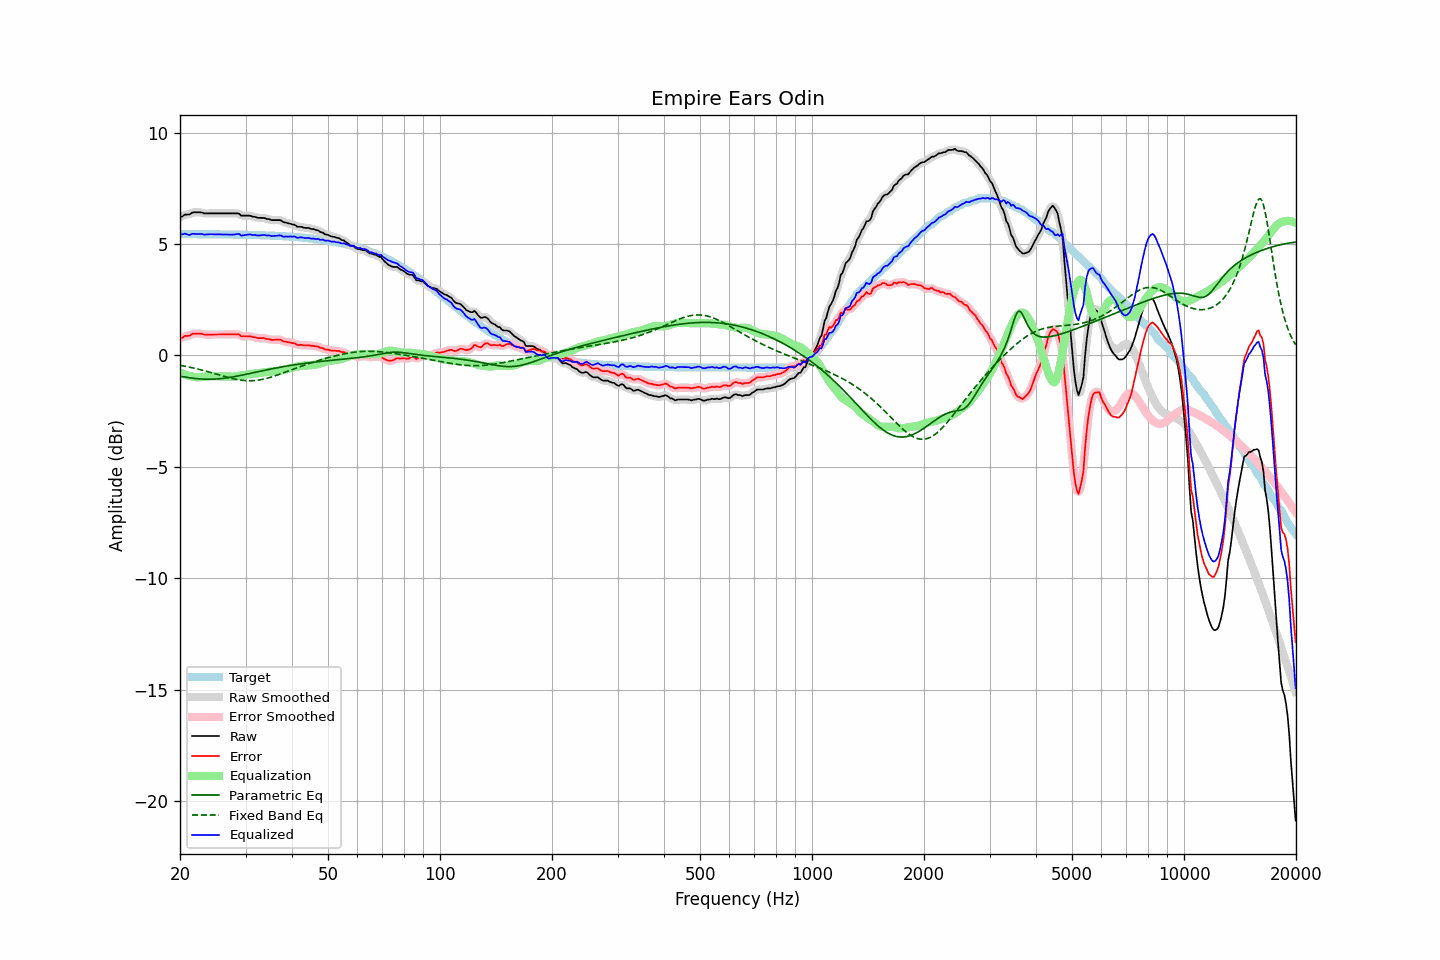 Empire Ears Odin
Amplitude (dBr)
10
5
0
−5
−10
−15
−20
Target
Raw Smoothed
Error Smoothed
Raw
Error
Equalization
Parametric Eq
Fixed Band Eq
Equalized
20 50 100 200 500 1000 2000 5000 10000 20000
Frequency (Hz)